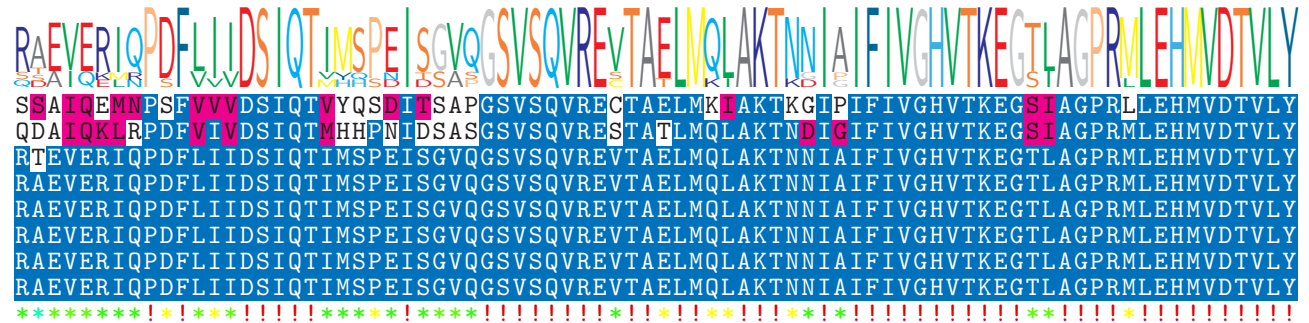 RAEVERIQPDFLIIDSIQTIMSPEISGVQGSVSQVREVTAELMQLAKTNNIAIFIVGHVTKEGTLAGPRMLEHMVDTVLY
SSAIQEMNPSFVVVDSIQTVYQSDITSAPGSVSQVRECTAELMKIAKTKGIPIFIVGHVTKEGSIAGPRLLEHMVDTVLY
QDAIQKLRPDFVIVDSIQTMHHPNIDSASGSVSQVRESTATLMQLAKTNDIGIFIVGHVTKEGSIAGPRMLEHMVDTVLY
RTEVERIQPDFLIIDSIQTIMSPEISGVQGSVSQVREVTAELMQLAKTNNIAIFIVGHVTKEGTLAGPRMLEHMVDTVLY
RAEVERIQPDFLIIDSIQTIMSPEISGVQGSVSQVREVTAELMQLAKTNNIAIFIVGHVTKEGTLAGPRMLEHMVDTVLY
RAEVERIQPDFLIIDSIQTIMSPEISGVQGSVSQVREVTAELMQLAKTNNIAIFIVGHVTKEGTLAGPRMLEHMVDTVLY
RAEVERIQPDFLIIDSIQTIMSPEISGVQGSVSQVREVTAELMQLAKTNNIAIFIVGHVTKEGTLAGPRMLEHMVDTVLY
RAEVERIQPDFLIIDSIQTIMSPEISGVQGSVSQVREVTAELMQLAKTNNIAIFIVGHVTKEGTLAGPRMLEHMVDTVLY
RAEVERIQPDFLIIDSIQTIMSPEISGVQGSVSQVREVTAELMQLAKTNNIAIFIVGHVTKEGTLAGPRMLEHMVDTVLY
********!*!***!!!!!*****!****!!!!!!!!*!!*!!**!!!**!*!!!!!!!!!!!**!!!!*!!!!!!!!!!